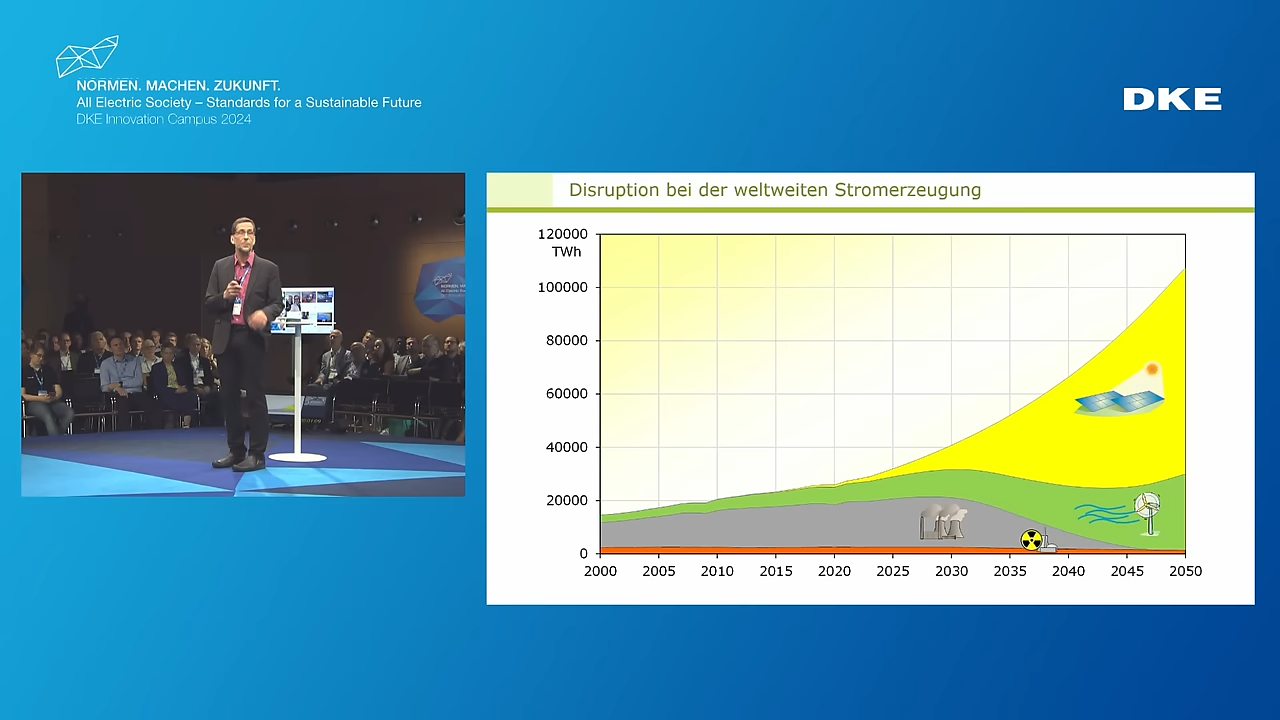 NORMEN. MACHEN. ZUKUNFT.
All Electric Society – Standards for a Sustainable Future
DKE Innovation Campus 2024
DKE
Disruption bei der weltweiten Stromerzeugung
120000
TWh
100000
80000
60000
40000
20000
0
2000 2005 2010 2015 2020 2025 2030 2035 2040 2045 2050